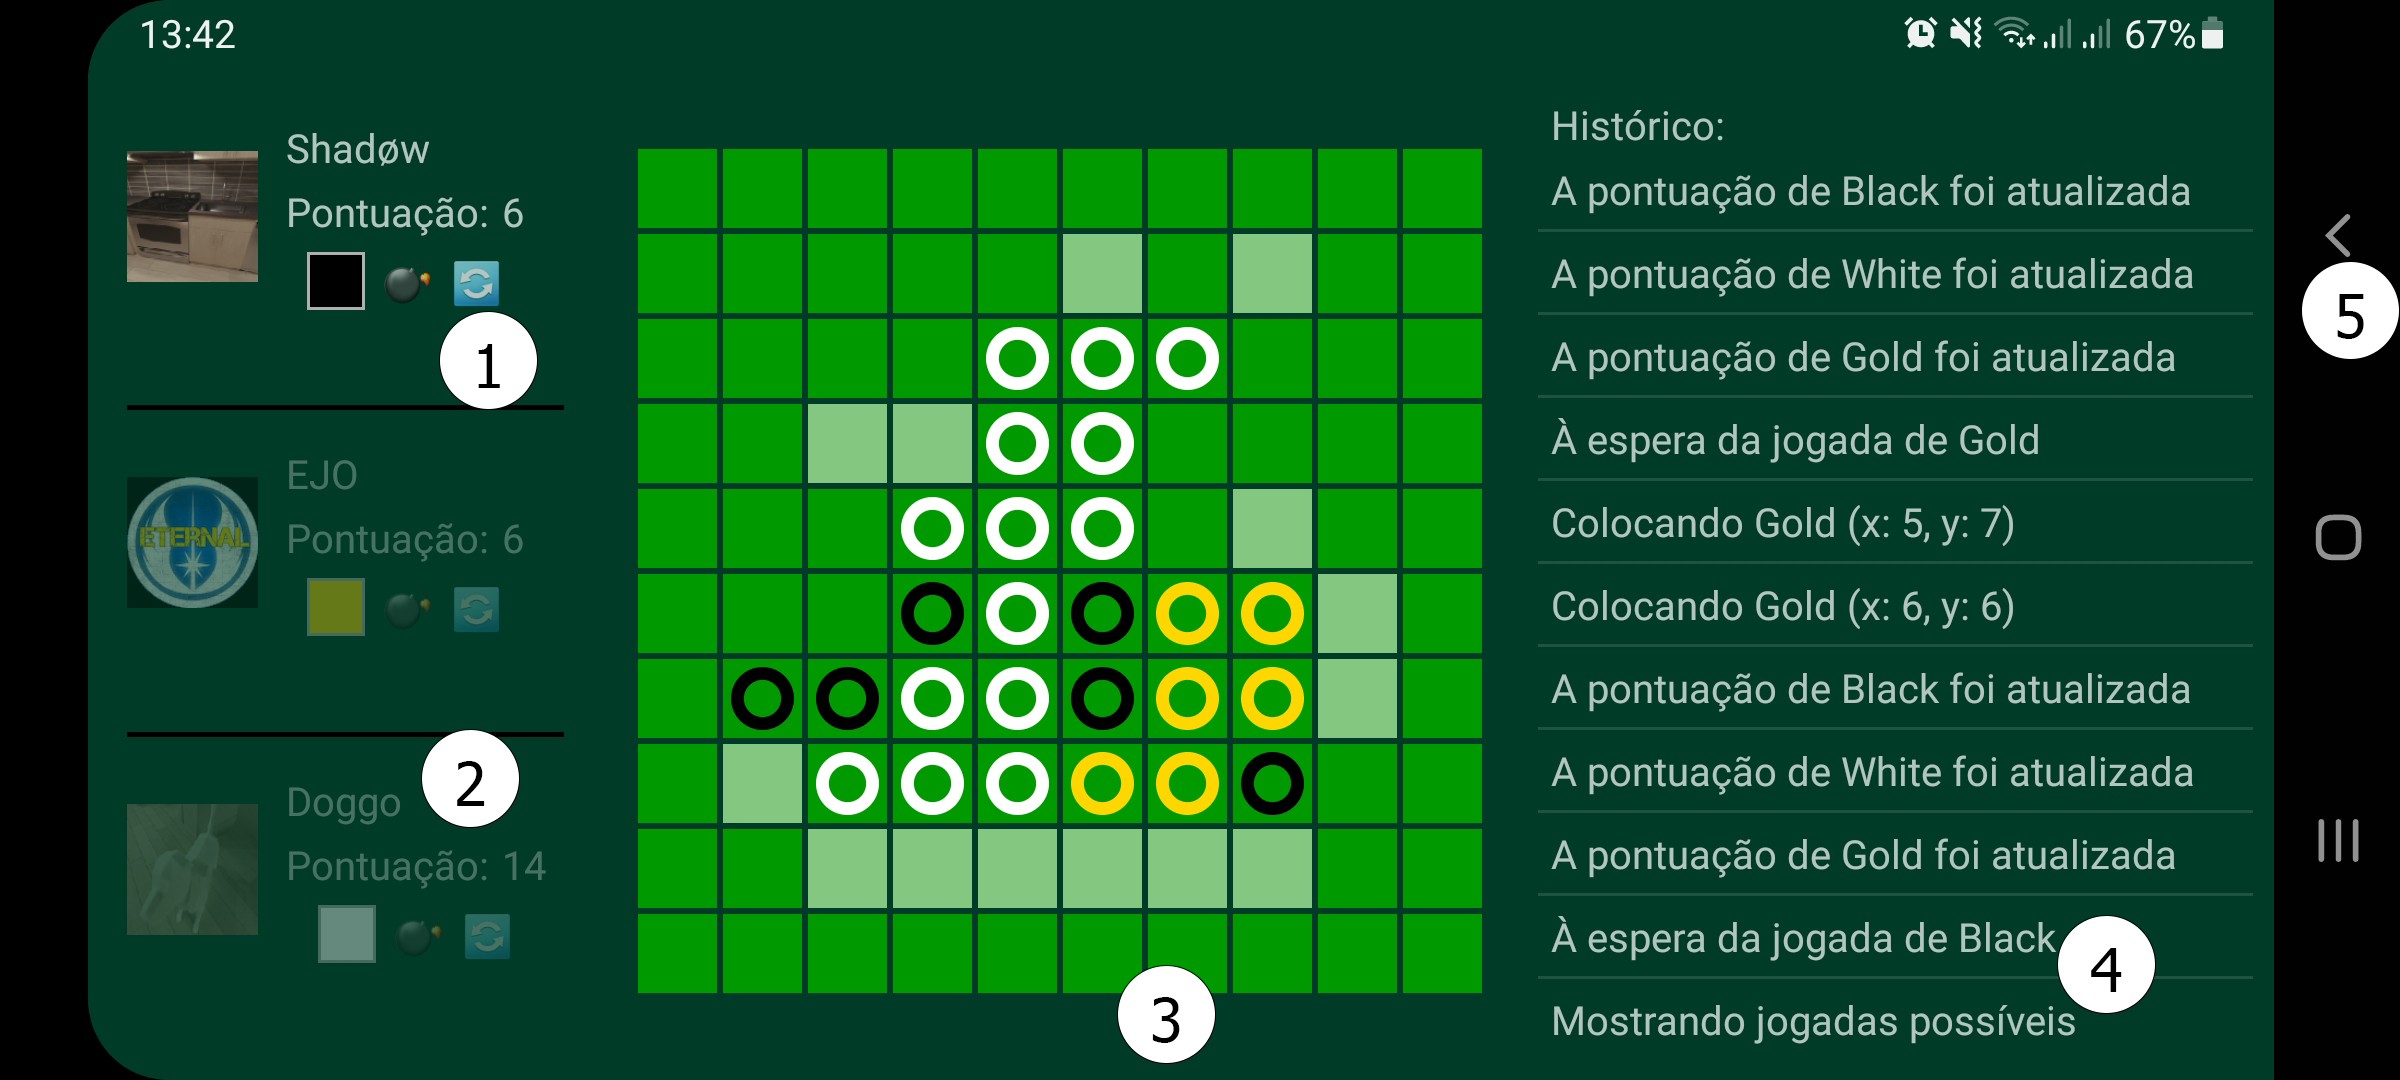 13:42
67%
Shadøw
Pontuação: 6
1
EJO
ETERNAL
Pontuação: 6
2
Doggo
Pontuação: 14
3
Histórico:
A pontuação de Black foi atualizada
A pontuação de White foi atualizada
A pontuação de Gold foi atualizada
À espera da jogada de Gold
Colocando Gold (x: 5, y: 7)
Colocando Gold (x: 6, y: 6)
A pontuação de Black foi atualizada
A pontuação de White foi atualizada
A pontuação de Gold foi atualizada
À espera da jogada de Black
4
Mostrando jogadas possíveis
5